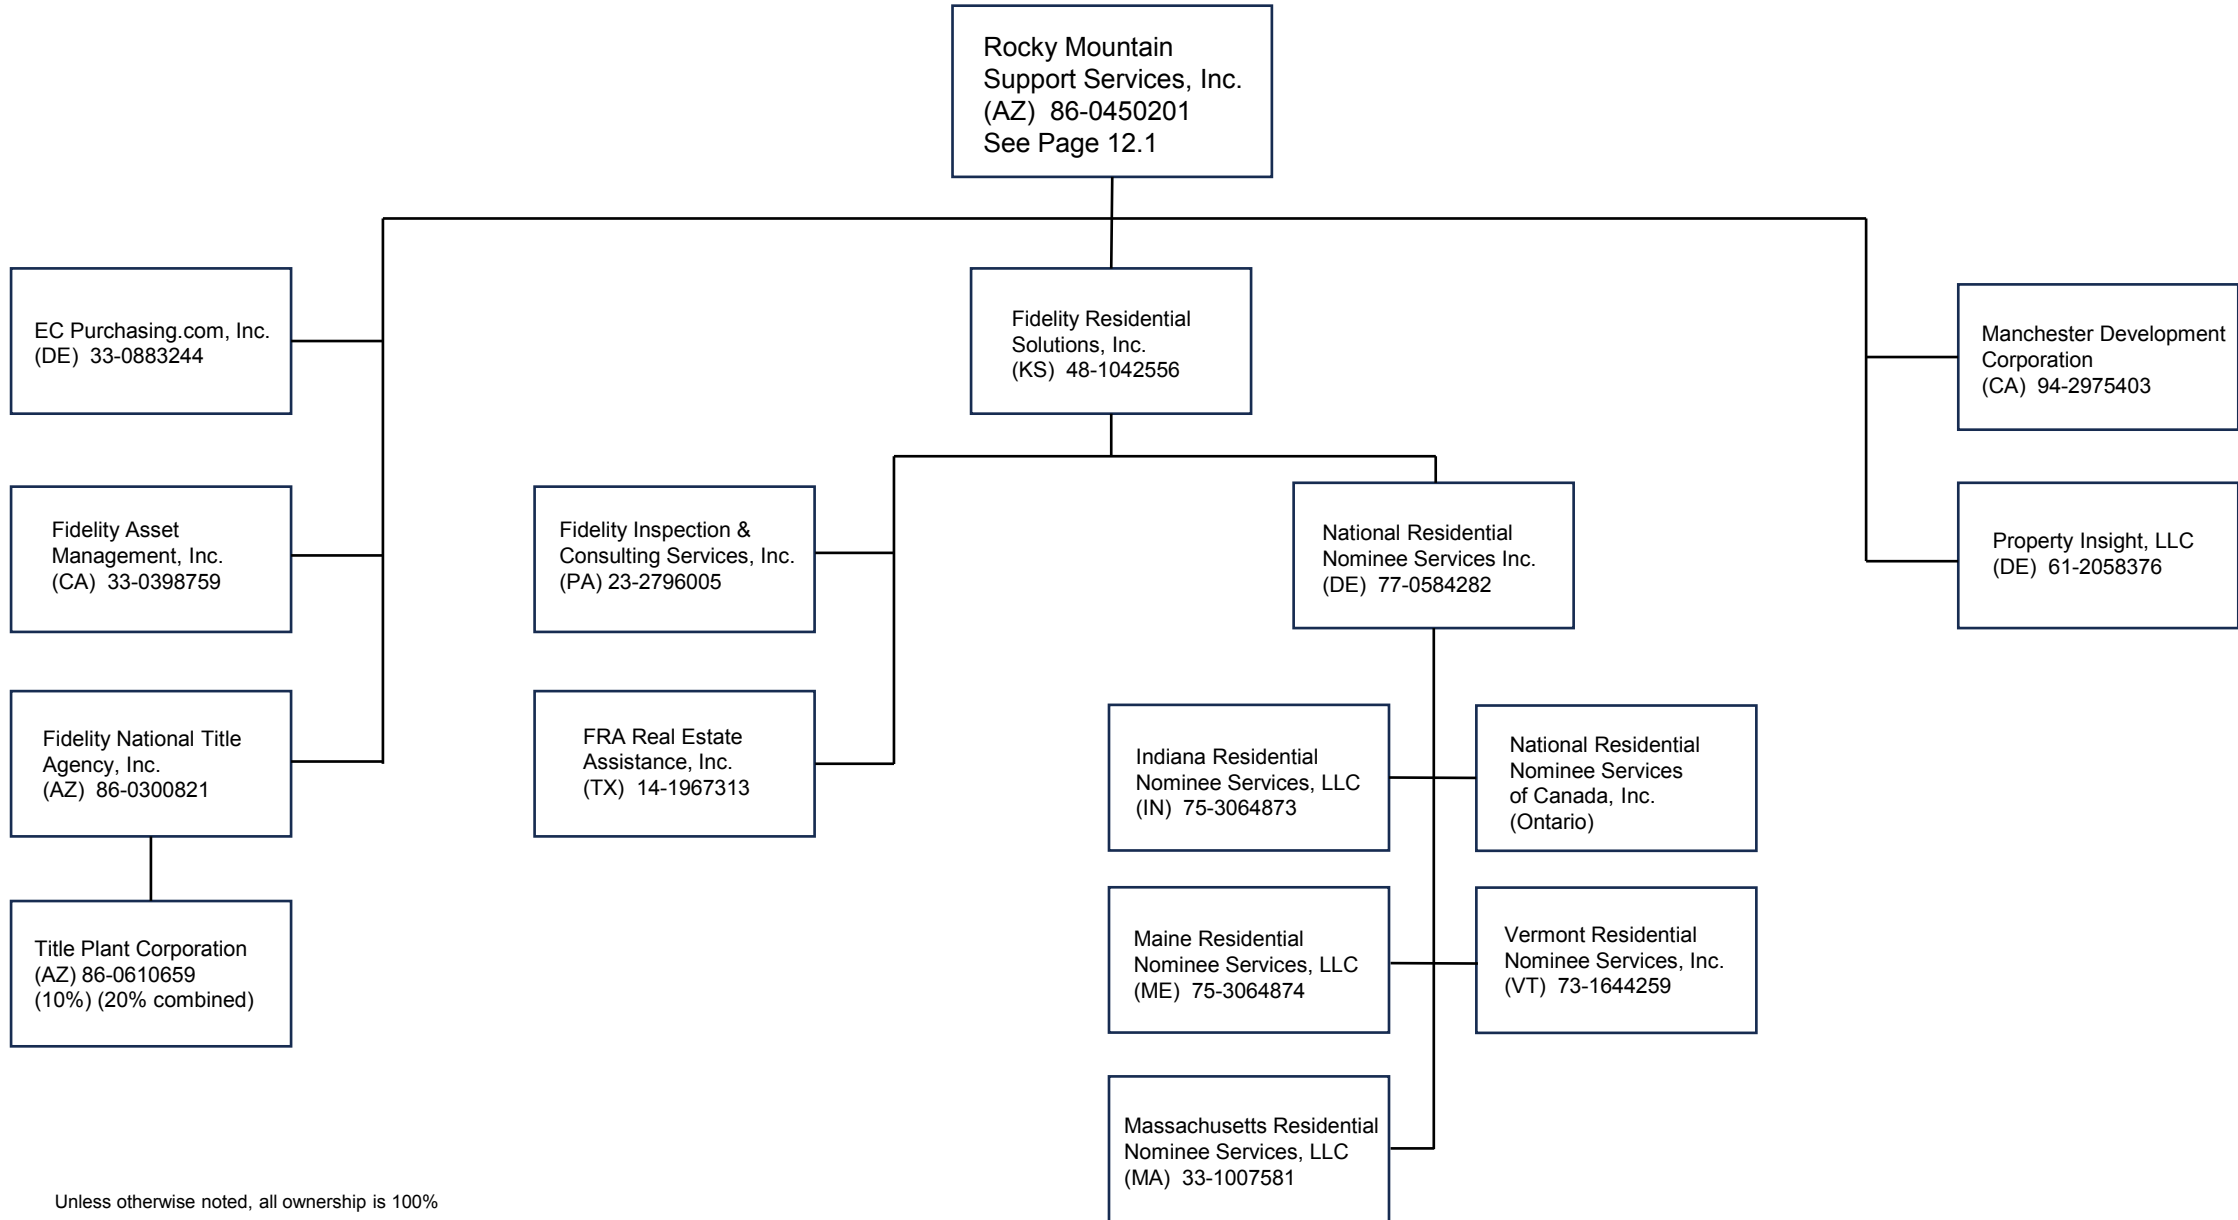 Rocky Mountain
Support Services, Inc.
(AZ) 86-0450201
See Page 12.1
EC Purchasing.com, Inc.
(DE) 33-0883244
Fidelity Residential
Solutions, Inc.
(KS) 48-1042556
Manchester Development
Corporation
(CA) 94-2975403
Fidelity Asset
Management, Inc.
(CA) 33-0398759
Fidelity Inspection &
Consulting Services, Inc.
(PA) 23-2796005
National Residential
Nominee Services Inc.
(DE) 77-0584282
Property Insight, LLC
(DE) 61-2058376
Fidelity National Title
Agency, Inc.
(AZ) 86-0300821
FRA Real Estate
Assistance, Inc.
(TX) 14-1967313
Indiana Residential
Nominee Services, LLC
(IN) 75-3064873
National Residential
Nominee Services
of Canada, Inc.
(Ontario)
Title Plant Corporation
(AZ) 86-0610659
(10%) (20% combined)
Maine Residential
Nominee Services, LLC
(ME) 75-3064874
Vermont Residential
Nominee Services, Inc.
(VT) 73-1644259
Massachusetts Residential
Nominee Services, LLC
(MA) 33-1007581
Unless otherwise noted, all ownership is 100%